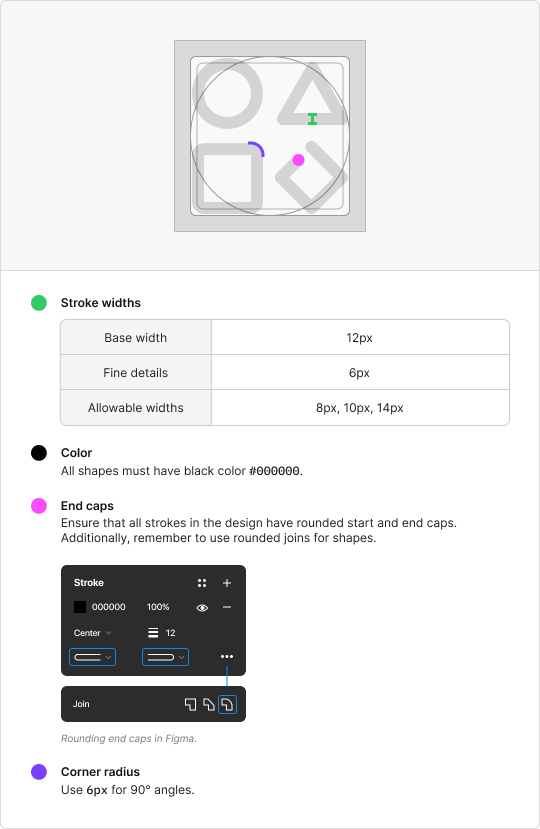 Stroke widths
Base width 12px
Fine details 6px
Allowable widths 8px, 10px, 14px
Color
All shapes must have black color #000000.
End caps
Ensure that all strokes in the design have rounded start and end caps.
Additionally, remember to use rounded joins for shapes.
Stroke
000000 100%
Center 12
Join
Rounding end caps in Figma.
Corner radius
Use 6px for 90° angles.